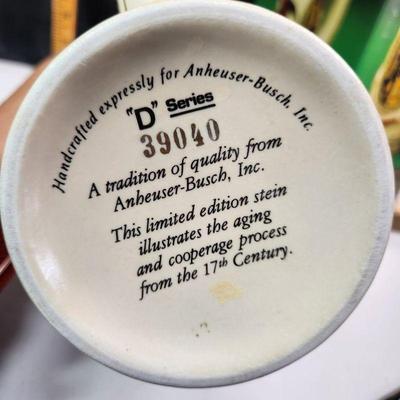 Handcrafted expressly for Anheuser-Busch, Inc.
"D" Series
39040
A tradition of quality from
Anheuser-Busch, Inc.
This limited edition stein
illustrates the aging
and cooperage process
from the 17th Century.